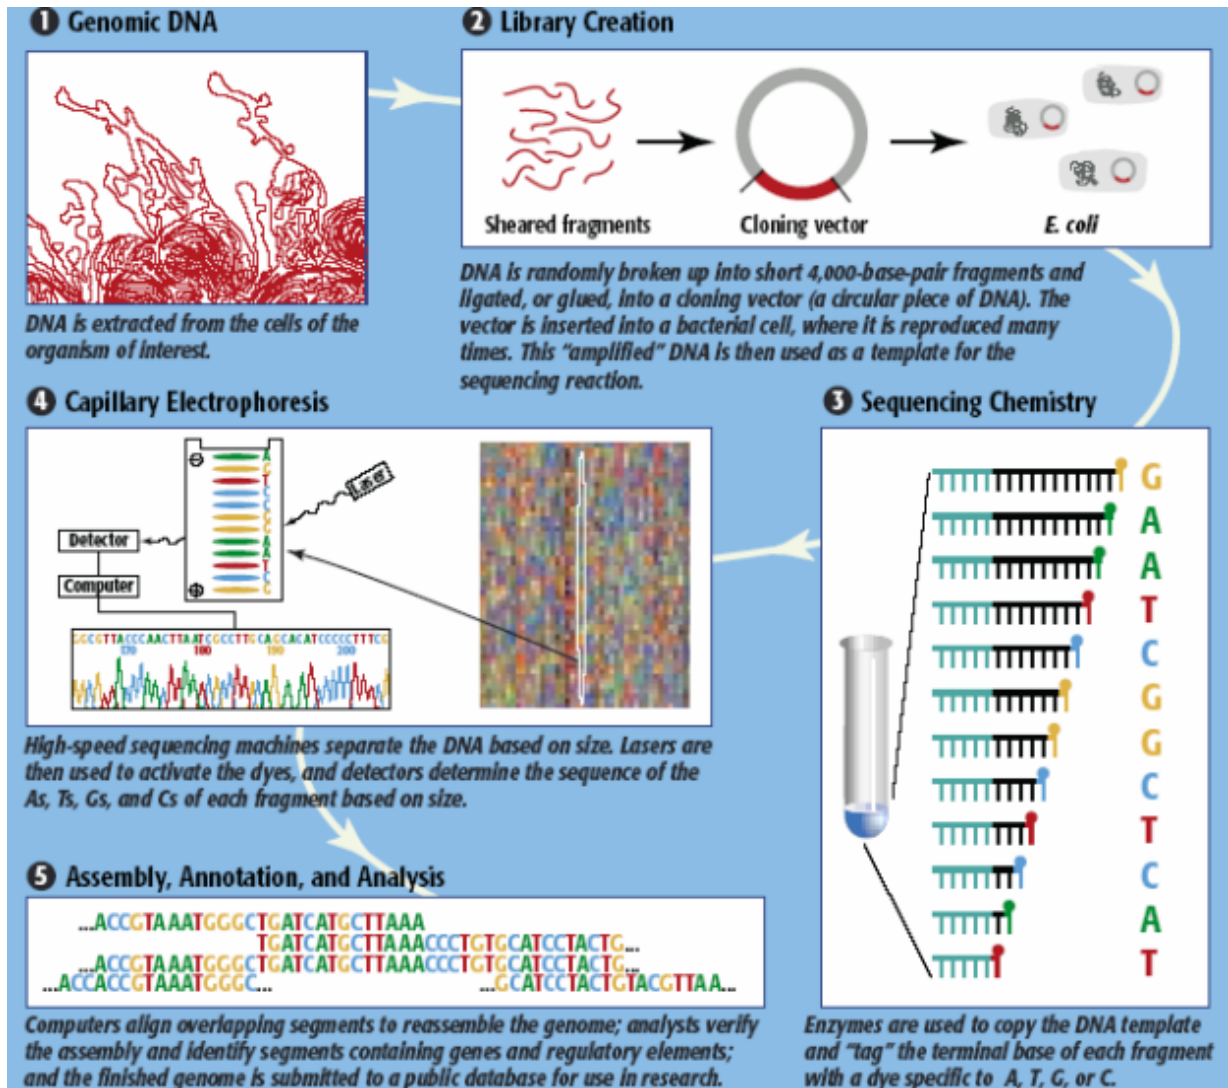 1 Genomic DNA
DNA is extracted from the cells of the
organism of interest.
2 Library Creation
Sheared fragments
Cloning vector
E. coli
DNA is randomly broken up into short 4,000-base-pair fragments and
ligated, or glued, into a cloning vector (a circular piece of DNA). The
vector is inserted into a bacterial cell, where it is reproduced many
times. This “amplified” DNA is then used as a template for the
sequencing reaction.
3 Sequencing Chemistry
G
A
A
T
C
G
G
C
T
C
A
T
Enzymes are used to copy the DNA template
and “tag” the terminal base of each fragment
with a dye specific to A, T, G, or C.
4 Capillary Electrophoresis
A
G
T
C
C
G
G
A
A
T
C
G
Laser
Detector
Computer
GGCGTTACCCAACTTAATCGCCTTGCAGCACATCCCCCTTTCG
170 180 190 200
High-speed sequencing machines separate the DNA based on size. Lasers are
then used to activate the dyes, and detectors determine the sequence of the
As, Ts, Gs, and Cs of each fragment based on size.
5 Assembly, Annotation, and Analysis
...ACCGTAAATGGGCTGATCATGCTTAAA
TGATCATGCTTAAACCCTGTGCATCCTACTG...
...ACCGTAAATGGGCTGATCATGCTTAAACCCTGTGCATCCTACTG...
...ACCACCGTAAATGGGC... ...GCATCCTACTGTACGTTAA...
Computers align overlapping segments to reassemble the genome; analysts verify
the assembly and identify segments containing genes and regulatory elements;
and the finished genome is submitted to a public database for use in research.